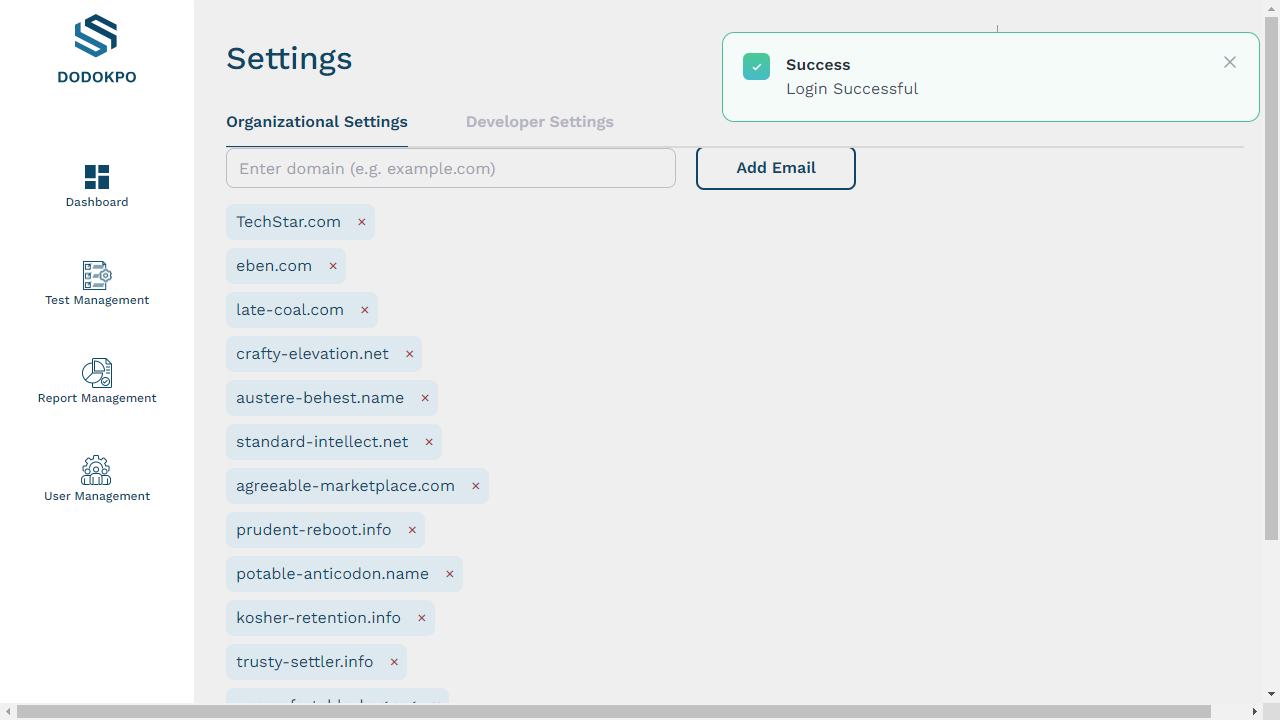 DODOKPO
Dashboard
Test Management
Report Management
User Management
Settings
Success
Login Successful
Organizational Settings
Developer Settings
Enter domain (e.g. example.com)
Add Email
TechStar.com ×
eben.com ×
late-coal.com ×
crafty-elevation.net ×
austere-behest.name ×
standard-intellect.net ×
agreeable-marketplace.com ×
prudent-reboot.info ×
potable-anticodon.name ×
kosher-retention.info ×
trusty-settler.info ×